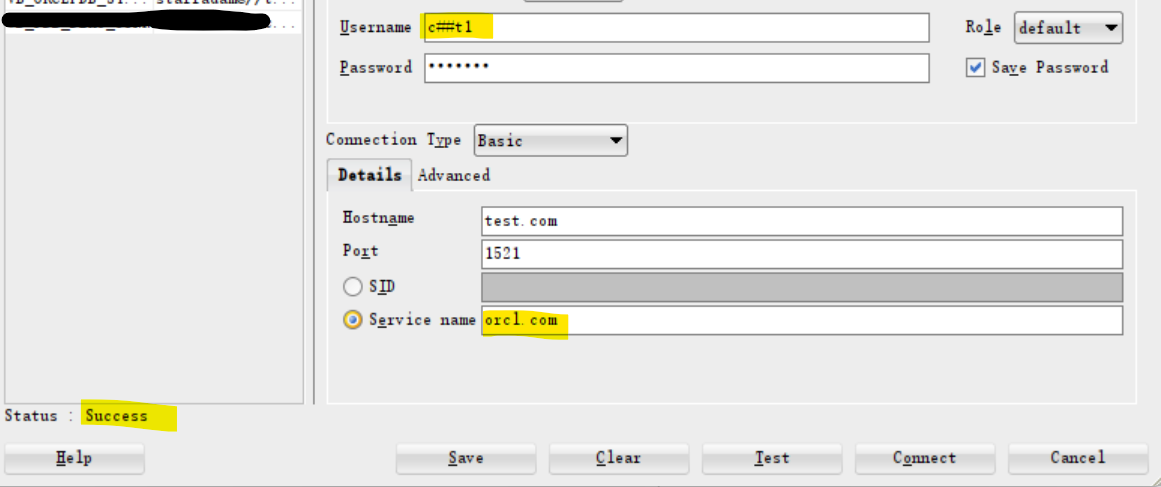 Username c##t1 Role default
Password ••••••• Save Password
Connection Type Basic
Details Advanced
Hostname test.com
Port 1521
SID
Service name orcl.com
Status : Success
Help Save Clear Test Connect Cancel